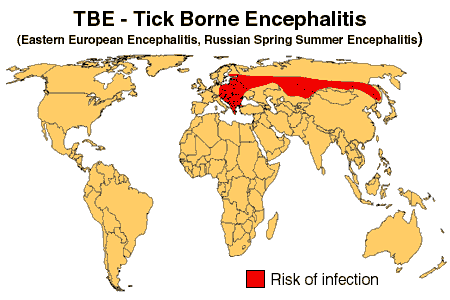 TBE - Tick Borne Encephalitis
(Eastern European Encephalitis, Russian Spring Summer Encephalitis)
Risk of infection